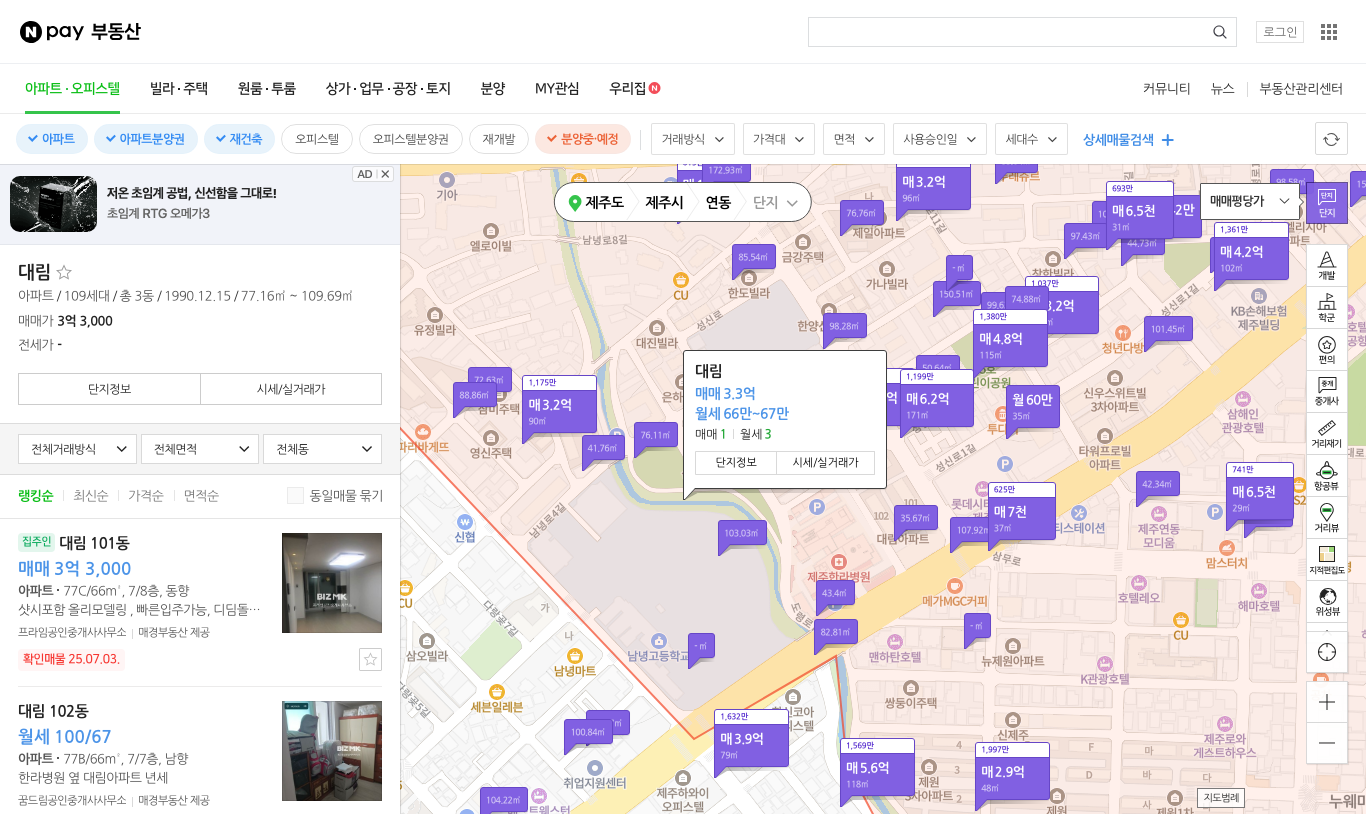 N pay 부동산
로그인
아파트·오피스텔
빌라·주택
원룸·투룸
상가·업무·공장·토지
분양
MY관심
우리집 N
커뮤니티
뉴스
부동산관리센터
아파트
아파트분양권
재건축
오피스텔
오피스텔분양권
재개발
분양중·예정
거래방식
가격대
면적
사용승인일
세대수
상세매물검색
AD
저온 초임계 공법, 신선함을 그대로!
초임계 RTG 오메가3
대림
아파트 / 109세대 / 총 3동 / 1990.12.15 / 77.16㎡ ~ 109.69㎡
매매가 3억 3,000
전세가 -
단지정보
시세/실거래가
전체거래방식
전체면적
전체동
랭킹순
최신순
가격순
면적순
동일매물 묶기
집주인 대림 101동
매매 3억 3,000
아파트 · 77C/66㎡, 7/8층, 동향
샷시포함 올리모델링 , 빠른입주가능, 디딤돌…
프라임공인중개사사무소
매경부동산 제공
확인매물 25.07.03.
BIZMK
대림 102동
월세 100/67
아파트 · 77B/66㎡, 7/7층, 남향
한라병원 옆 대림아파트 년세
꿈드림공인중개사사무소
매경부동산 제공
BIZMK
제주도
제주시
연동
단지
매매평당가
단지
단지
개발
학군
편의
중개
중개사
거리재기
항공뷰
거리뷰
지적편집도
위성뷰
지도범례
대림
매매 3.3억
월세 66만~67만
매매 1
월세 3
단지정보
시세/실거래가
기아
172.93㎡
매3.2억
96㎡
76.76㎡
제일아파트
나
693만
매6.5천
31㎡
97.43㎡
44.73㎡
98.58㎡
1,361만
매4.2억
102㎡
엘로이빌
남녕로8길
85.54㎡
금강주택
CU
한도빌라
가나빌라
- ㎡
150.51㎡
74.88㎡
1,037만
1,380만
매4.8억
115㎡
KB손해보험
제주빌딩
유정빌라
대진빌라
성신로
98.28㎡
청년다방
101.45㎡
성신로1길
88.86㎡
1,175만
매3.2억
90㎡
41.76㎡
76.11㎡
영신주택
1,199만
매6.2억
171㎡
월60만
35㎡
신우스위트빌
3차아파트
삼해인
관광호텔
타워프로빌
아파트
성신로1길
741만
매6.5천
29㎡
42.34㎡
625만
매7천
37㎡
35.67㎡
102
대림아파트
제주연동
모디움
신협
남녕로4길
103.03㎡
제주한라병원
43.4㎡
82.81㎡
메가MGC커피
삼무로
맘스터치
호텔레오
해마호텔
CU
CU
다랑곶7길
가
나
삼오빌라
남녕마트
남녕고등학교
- ㎡
- ㎡
맨하탄호텔
뉴제원아파트
K관광호텔
도령로
세븐일레븐
쌍둥이주택
100.84㎡
1,632만
매3.9억
79㎡
취업지원센터
제주하와이
오피스텔
104.22㎡
1,569만
매5.6억
118㎡
제원
3차아파트
신제주
1,997만
매2.9억
48㎡
제주로와
게스트하우스
F
E
D
마
바
사
다
라
제원
제원